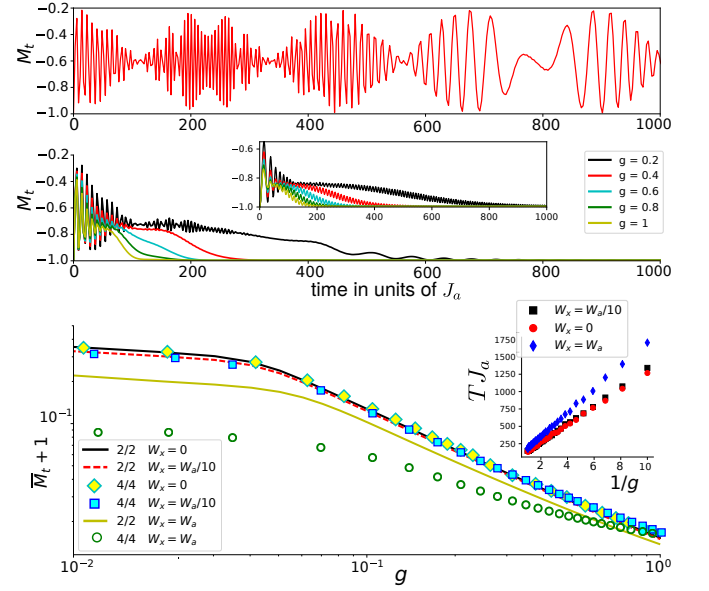 M_t
−0.2
−0.4
−0.6
−0.8
−1.0
0 200 400 600 800 1000
M_t
−0.2
−0.4
−0.6
−0.8
−1.0
−0.6
−0.8
−1.0
0 200 400 600 800 1000
g = 0.2
g = 0.4
g = 0.6
g = 0.8
g = 1
0 200 400 600 800 1000
time in units of J_a
W_x = W_a/10
W_x = 0
W_x = W_a
T J_a
1750
1500
1250
1000
750
500
250
2 4 6 8 10
1/g
M̅_t + 1
10⁻¹
2/2 W_x = 0
2/2 W_x = W_a/10
4/4 W_x = 0
4/4 W_x = W_a/10
2/2 W_x = W_a
4/4 W_x = W_a
10⁻² 10⁻¹ 10⁰
g